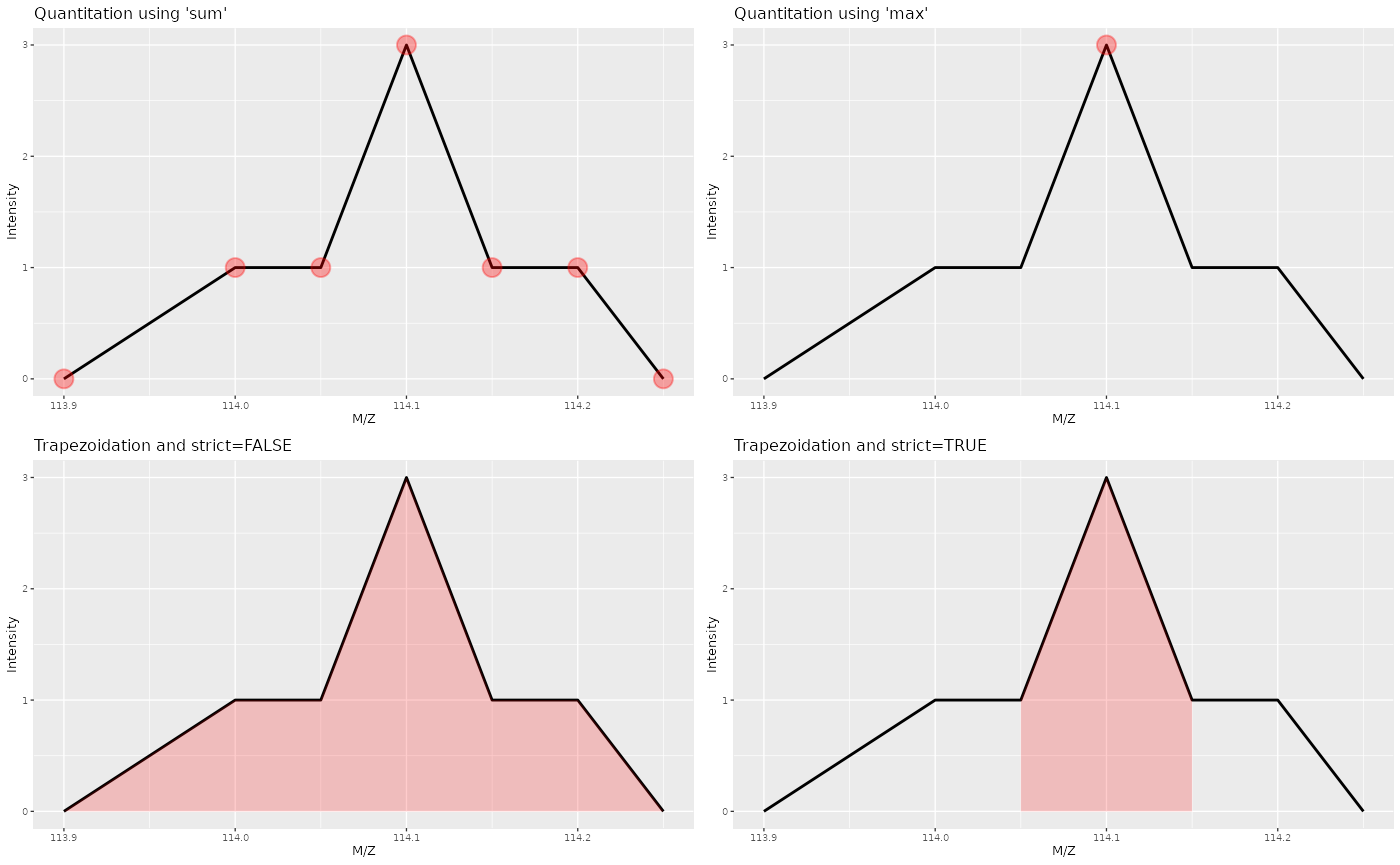 Quantitation using 'sum'
3
2
1
0
Intensity
113.9 114.0 114.1 114.2
M/Z
Quantitation using 'max'
3
2
1
0
Intensity
113.9 114.0 114.1 114.2
M/Z
Trapezoidation and strict=FALSE
3
2
1
0
Intensity
113.9 114.0 114.1 114.2
M/Z
Trapezoidation and strict=TRUE
3
2
1
0
Intensity
113.9 114.0 114.1 114.2
M/Z